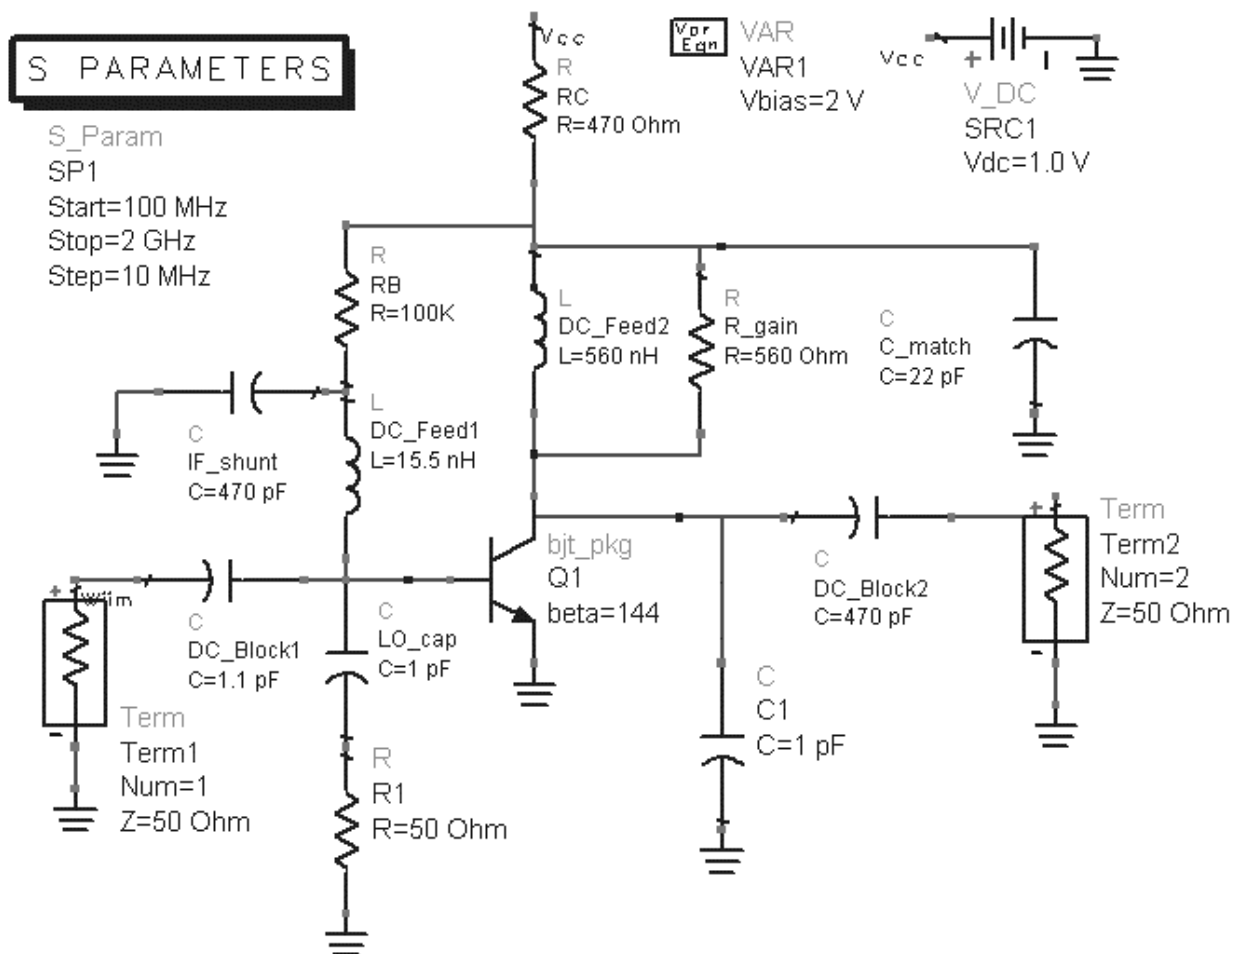 S PARAMETERS
S_Param
SP1
Start=100 MHz
Stop=2 GHz
Step=10 MHz
Vcc
R
RC
R=470 Ohm
Var
Eqn
VAR
VAR1
Vbias=2 V
Vcc
+
V_DC
SRC1
Vdc=1.0 V
R
RB
R=100K
L
DC_Feed2
L=560 nH
R
R_gain
R=560 Ohm
C
C_match
C=22 pF
C
IF_shunt
C=470 pF
L
DC_Feed1
L=15.5 nH
bjt_pkg
Q1
beta=144
C
DC_Block2
C=470 pF
+
-
Term
Term2
Num=2
Z=50 Ohm
+
-
Term
Term1
Num=1
Z=50 Ohm
C
DC_Block1
C=1.1 pF
C
LO_cap
C=1 pF
R
R1
R=50 Ohm
C
C1
C=1 pF